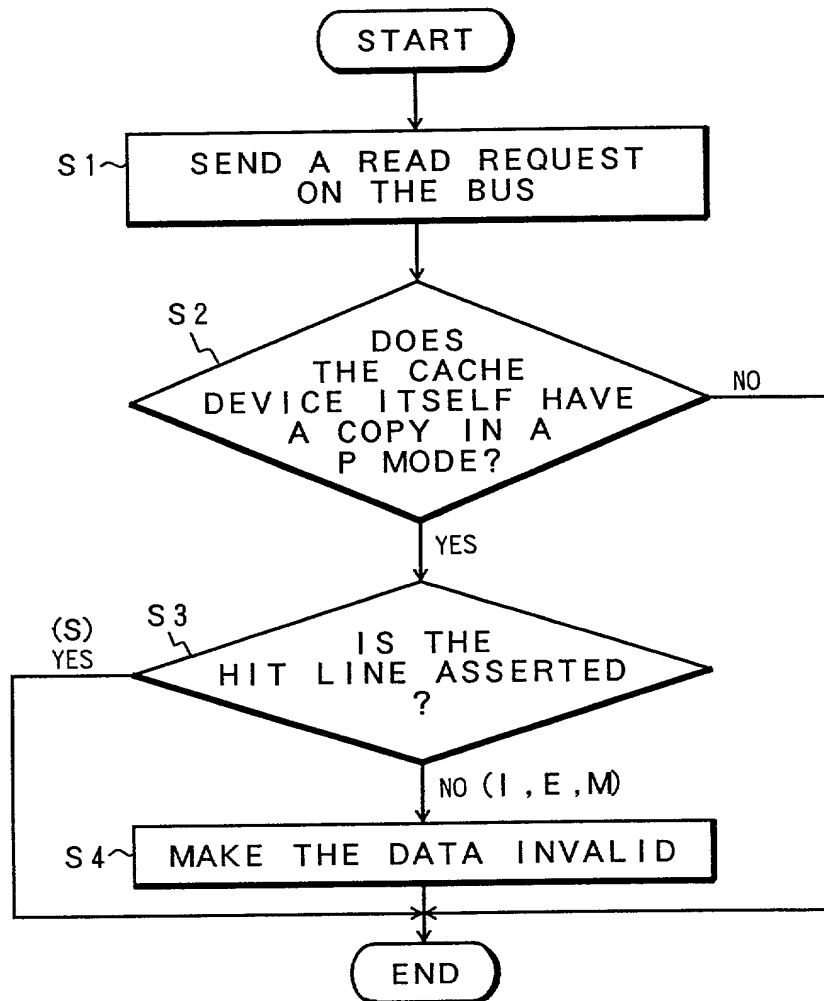 START
S1
SEND A READ REQUEST
ON THE BUS
S2
DOES
THE CACHE
DEVICE ITSELF HAVE
A COPY IN A
P MODE?
NO
YES
S3
(S)
YES
IS THE
HIT LINE ASSERTED
?
NO (I, E, M)
S4
MAKE THE DATA INVALID
END